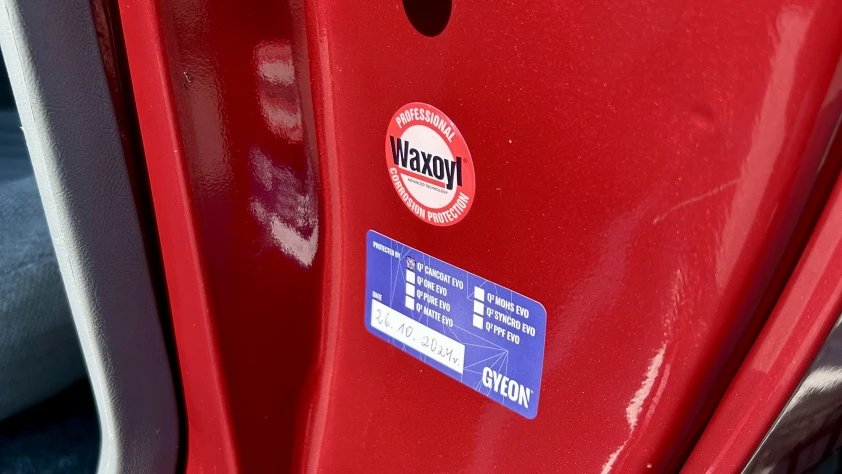 PROFESSIONAL
Waxoyl
ADVANCED TECHNOLOGY
CORROSION PROTECTION
PROTECTED BY
Q² CANCOAT EVO
Q² ONE EVO
Q² PURE EVO
Q² MATTE EVO
Q² MOHS EVO
Q² SYNCRO EVO
Q² PPF EVO
DATE
26. 10. 2024r.
GYEON